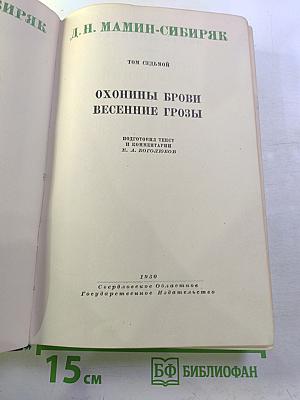 БИРЯК
Д. Н. МАМИН-СИБИРЯК
ТОМ СЕДЬМОЙ
ОХОНИНЫ БРОВИ
ВЕСЕННИЕ ГРОЗЫ
ПОДГОТОВИЛ ТЕКСТ
И КОММЕНТАРИИ
Е. А. БОГОЛЮБОВ
1950
Свердловское Областное
Государственное Издательство
15 см
БФ БИБЛИОФАН